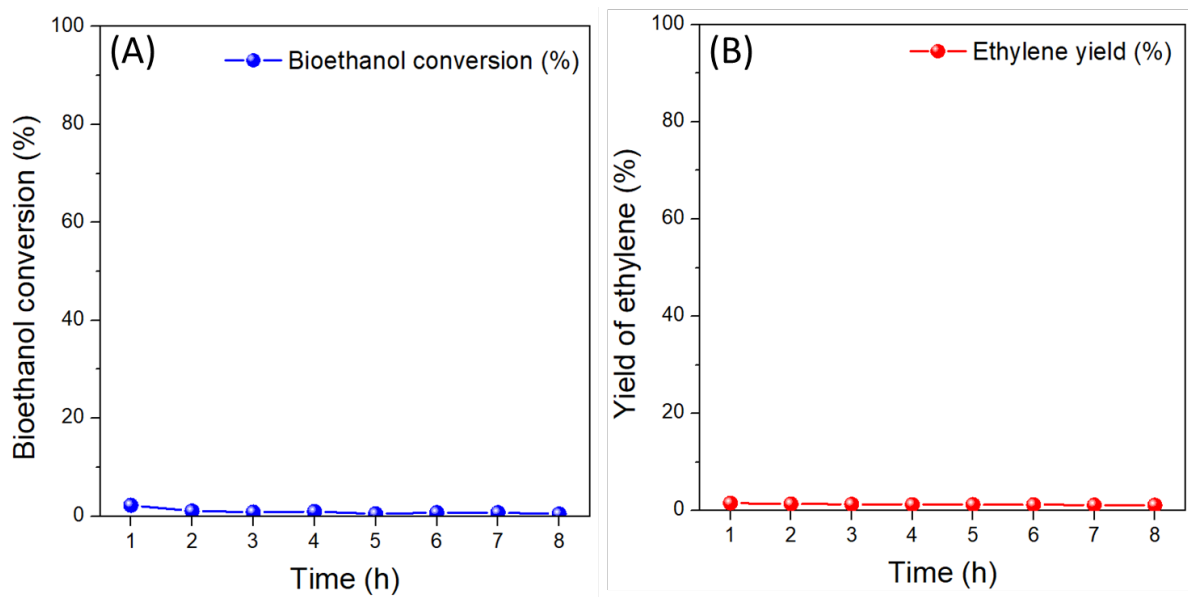 (A)
Bioethanol conversion (%)
Bioethanol conversion (%)
100
80
60
40
20
0
1 2 3 4 5 6 7 8
Time (h)
(B)
Ethylene yield (%)
Yield of ethylene (%)
100
80
60
40
20
0
1 2 3 4 5 6 7 8
Time (h)